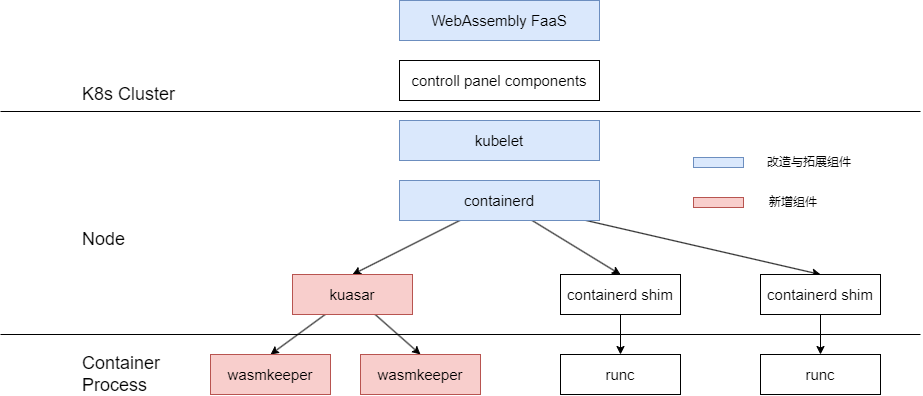 WebAssembly FaaS
controll panel components
K8s Cluster
kubelet
改造与拓展组件
containerd
新增组件
Node
kuasar
containerd shim
containerd shim
Container
Process
wasmkeeper
wasmkeeper
runc
runc